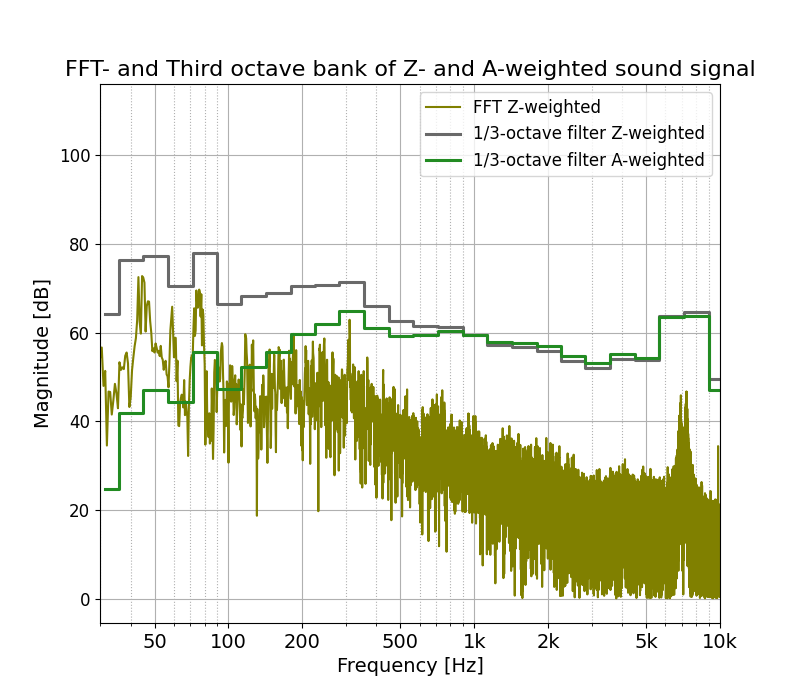 FFT- and Third octave bank of Z- and A-weighted sound signal
FFT Z-weighted
1/3-octave filter Z-weighted
1/3-octave filter A-weighted
Magnitude [dB]
100
80
60
40
20
0
50 100 200 500 1k 2k 5k 10k
Frequency [Hz]